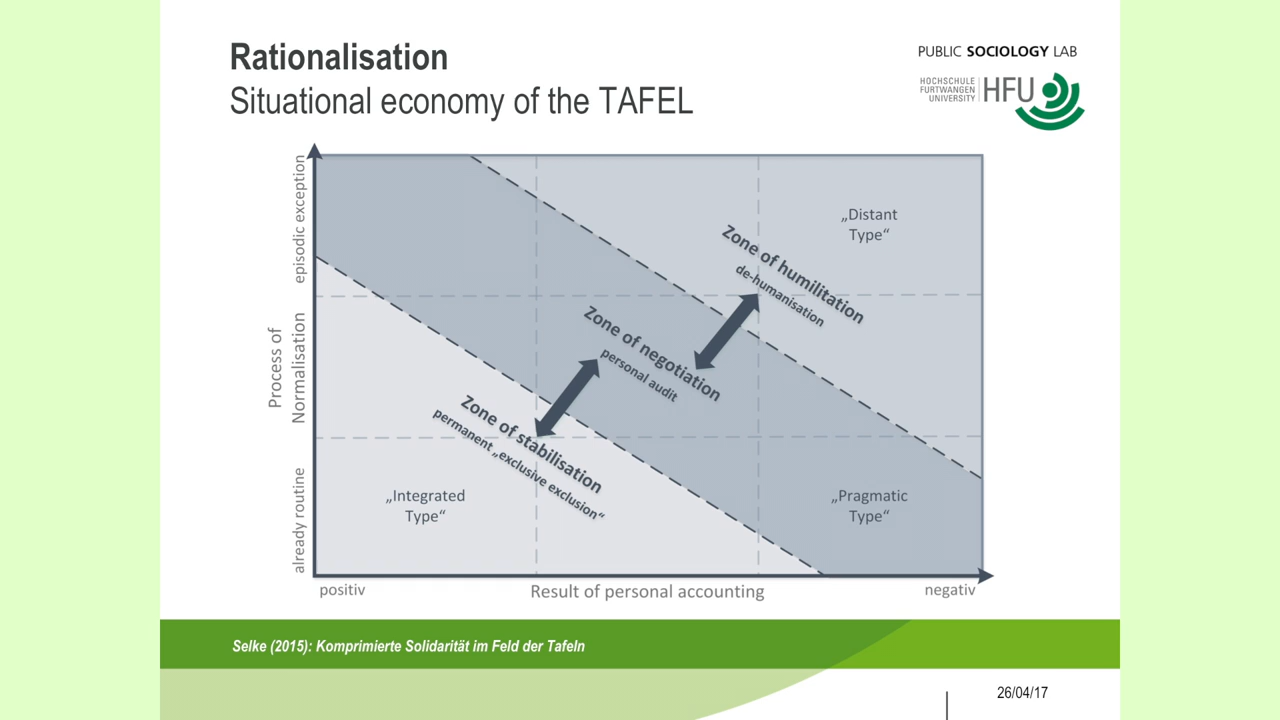 Rationalisation
Situational economy of the TAFEL
PUBLIC SOCIOLOGY LAB
HOCHSCHULE
FURTWANGEN
UNIVERSITY
HFU
episodic exception
Process of
Normalisation
already routine
„Distant
Type“
Zone of humilitation
de-humanisation
Zone of negotiation
personal audit
Zone of stabilisation
permanent „exclusive exclusion“
„Integrated
Type“
„Pragmatic
Type“
positiv
Result of personal accounting
negativ
Selke (2015): Komprimierte Solidarität im Feld der Tafeln
26/04/17